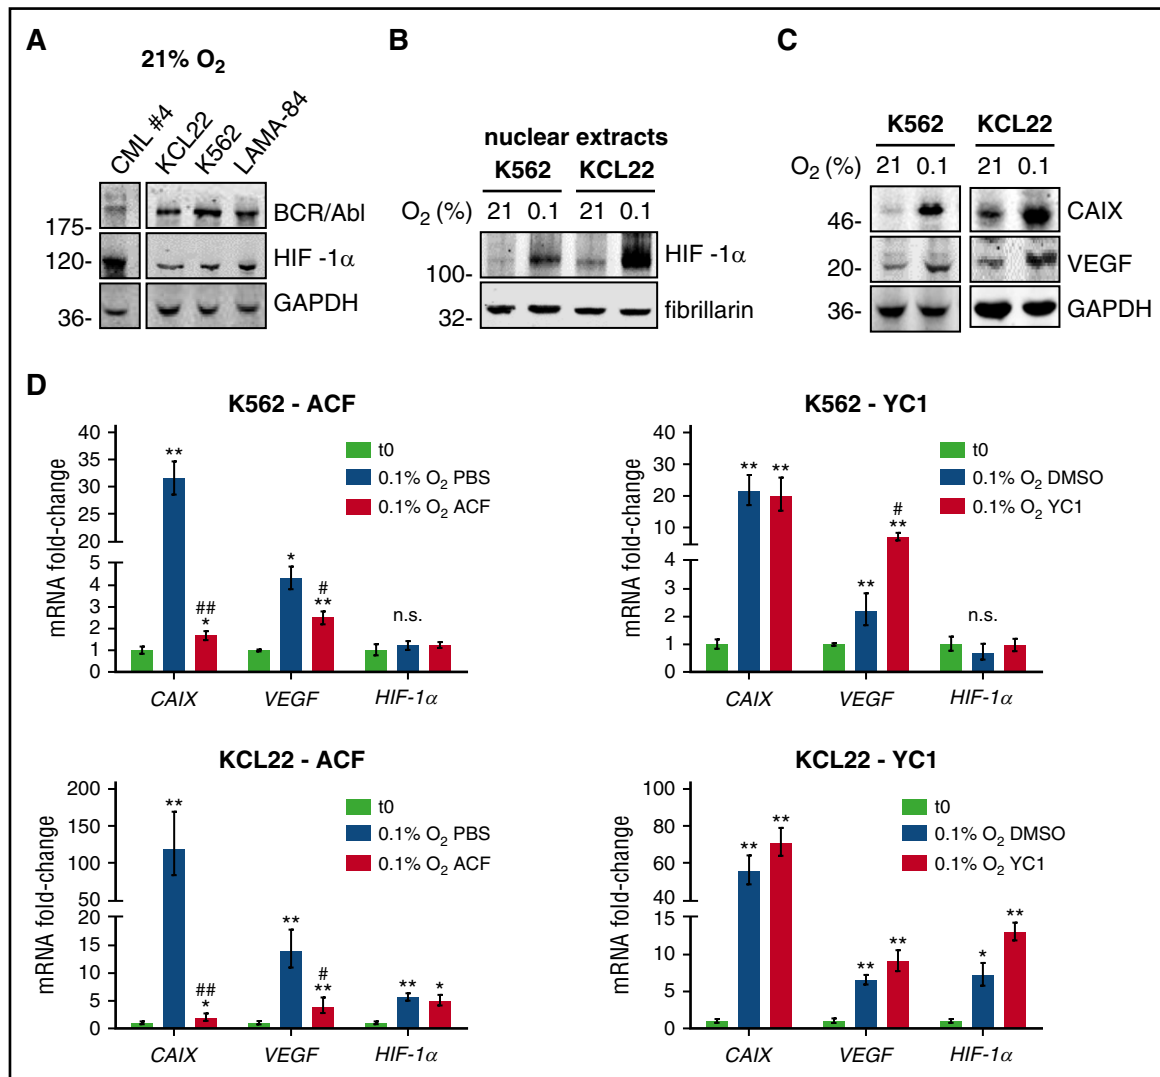 A
21% O₂
CML #4
KCL22
K562
LAMA-84
BCR/Abl
175-
120-
HIF -1α
GAPDH
36-
B
nuclear extracts
K562 KCL22
O₂ (%) 21 0.1 21 0.1
HIF -1α
100-
fibrillarin
32-
C
K562 KCL22
O₂ (%) 21 0.1 21 0.1
46- CAIX
20- VEGF
36- GAPDH
D
K562 - ACF
mRNA fold-change
40
35
30
25
20
5
4
3
2
1
0
t0
0.1% O₂ PBS
0.1% O₂ ACF
**
##
*
*
#
**
n.s.
CAIX VEGF HIF-1α
K562 - YC1
mRNA fold-change
40
30
20
10
4
3
2
1
0
t0
0.1% O₂ DMSO
0.1% O₂ YC1
** **
**
#
**
n.s.
CAIX VEGF HIF-1α
KCL22 - ACF
mRNA fold-change
200
150
100
50
20
15
10
5
0
t0
0.1% O₂ PBS
0.1% O₂ ACF
**
##
*
**
#
**
** *
CAIX VEGF HIF-1α
KCL22 - YC1
mRNA fold-change
100
80
60
40
15
10
5
0
t0
0.1% O₂ DMSO
0.1% O₂ YC1
** **
** **
* **
CAIX VEGF HIF-1α